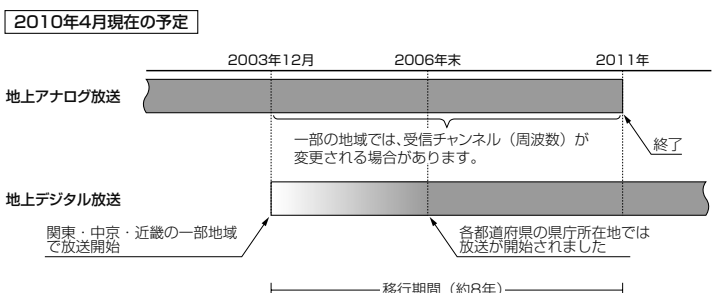 2010年4月現在の予定
2003年12月 2006年末 2011年
地上アナログ放送
一部の地域では、受信チャンネル（周波数）が
変更される場合があります。
終了
地上デジタル放送
関東・中京・近畿の一部地域
で放送開始
各都道府県の県庁所在地では
放送が開始されました
移行期間（約8年）